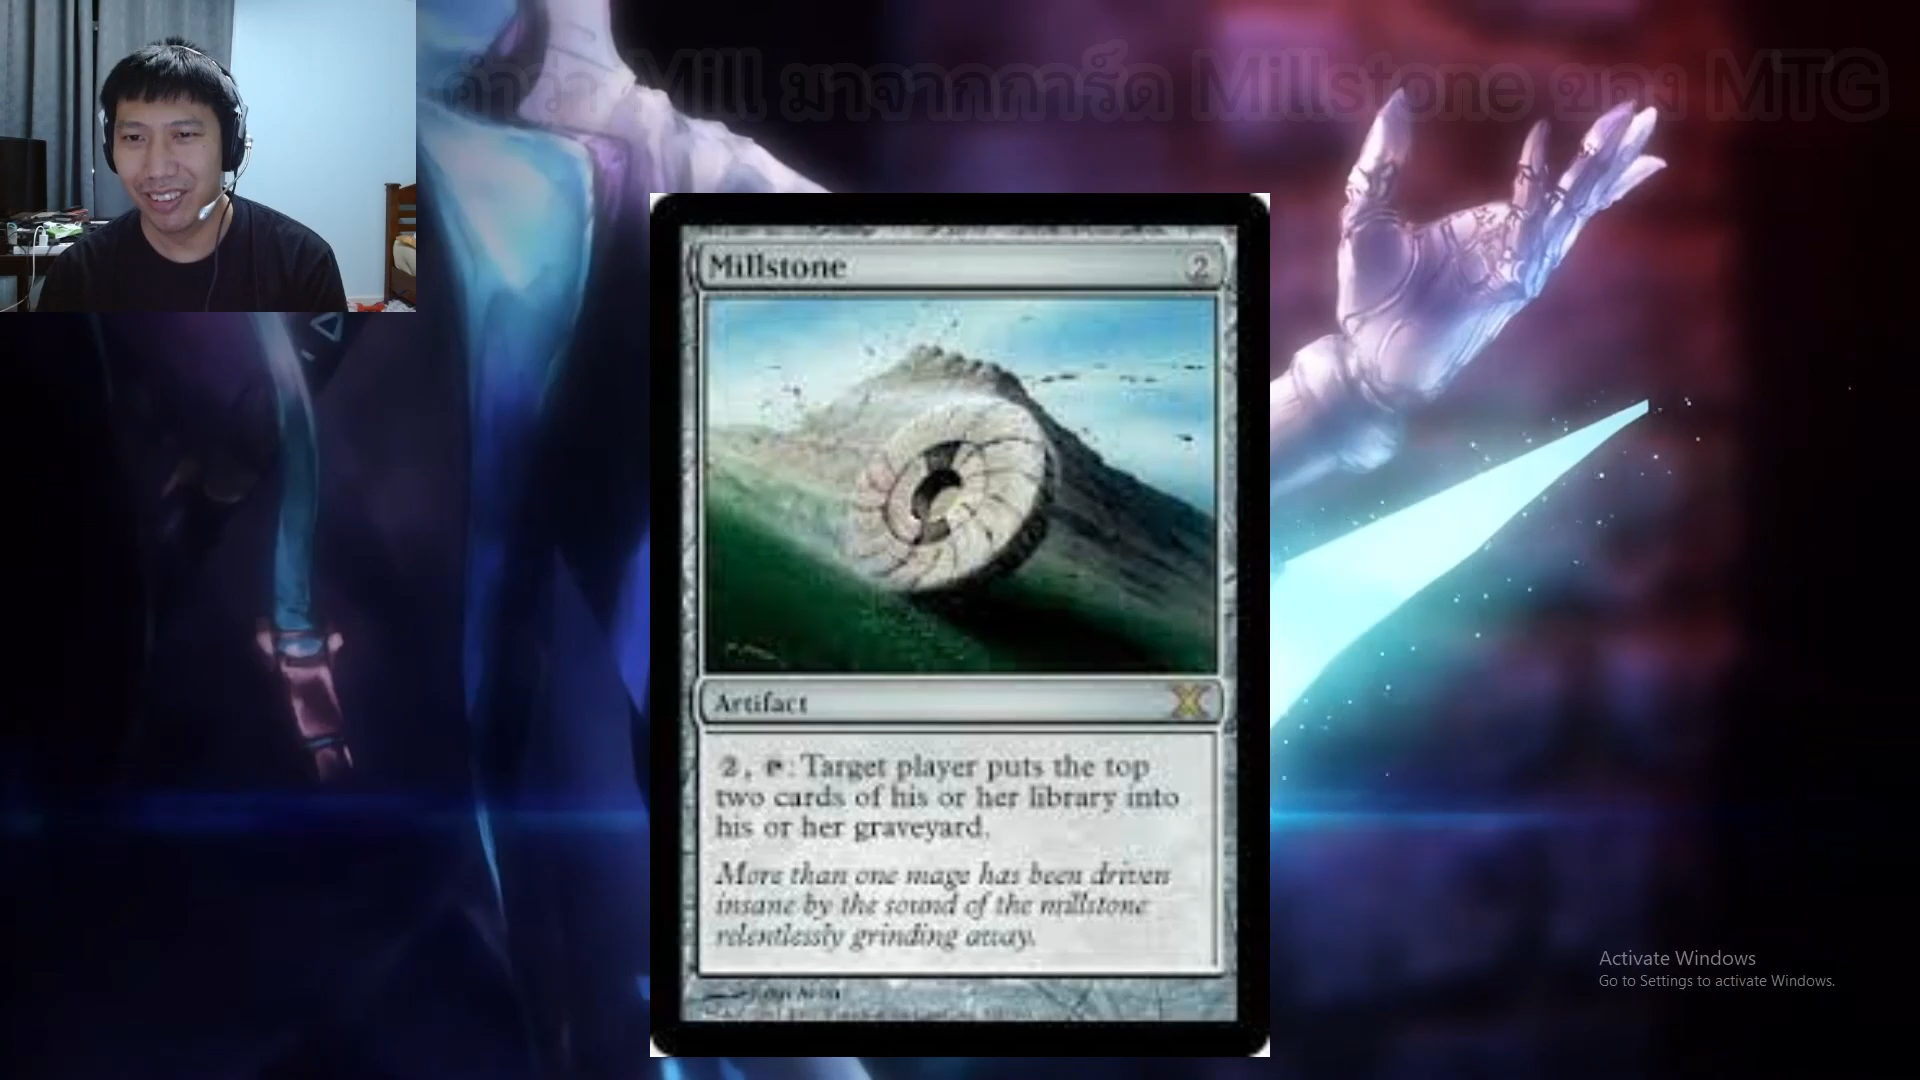 คำว่า Mill มาจากการ์ด Millstone ของ MTG
Millstone 2
Artifact
2, T: Target player puts the top
two cards of his or her library into
his or her graveyard.
More than one mage has been driven
insane by the sound of the millstone
relentlessly grinding away.
Activate Windows
Go to Settings to activate Windows.